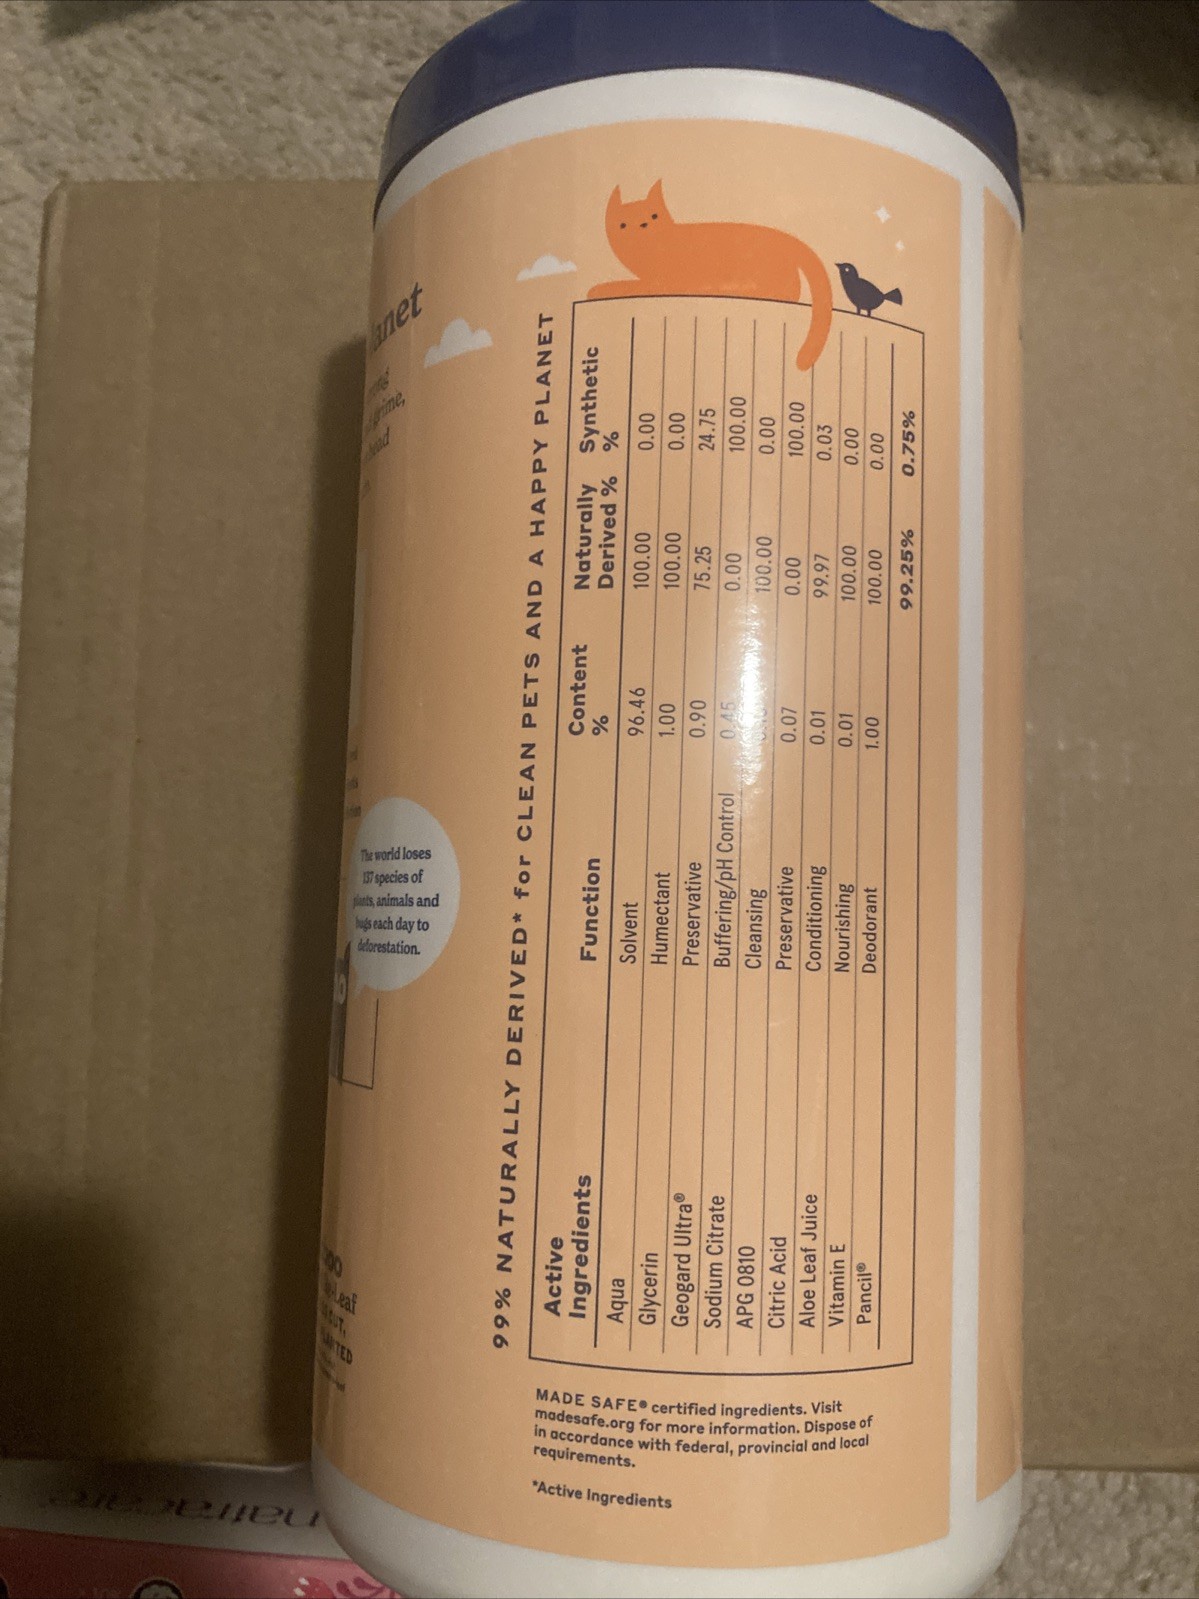 anet
grime,
The world loses
137 species of
plants, animals and
bugs each day to
deforestation.
99% NATURALLY DERIVED* for CLEAN PETS AND A HAPPY PLANET
Active Ingredients Function Content % Naturally Derived % Synthetic %
Aqua Solvent 96.46 100.00 0.00
Glycerin Humectant 1.00 100.00 0.00
Geogard Ultra® Preservative 0.90 75.25 24.75
Sodium Citrate Buffering/pH Control 0.45 0.00 100.00
APG 0810 Cleansing 100.00 0.00
Citric Acid Preservative 0.07 0.00 100.00
Aloe Leaf Juice Conditioning 0.01 99.97 0.03
Vitamin E Nourishing 0.01 100.00 0.00
Pancil® Deodorant 1.00 100.00 0.00
99.25% 0.75%
MADE SAFE® certified ingredients. Visit
madesafe.org for more information. Dispose of
in accordance with federal, provincial and local
requirements.
*Active Ingredients
natracare